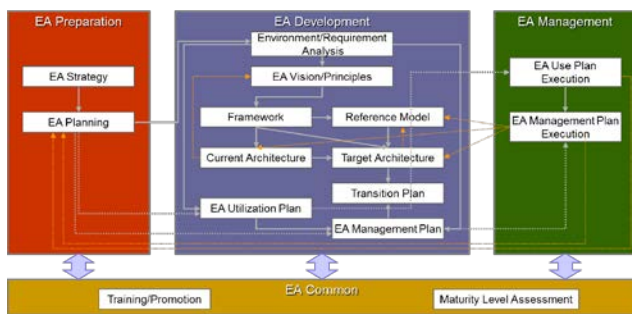 EA Preparation
EA Strategy
EA Planning
EA Development
Environment/Requirement
Analysis
EA Vision/Principles
Framework
Reference Model
Current Architecture
Target Architecture
Transition Plan
EA Utilization Plan
EA Management Plan
EA Management
EA Use Plan
Execution
EA Management Plan
Execution
EA Common
Training/Promotion
Maturity Level Assessment